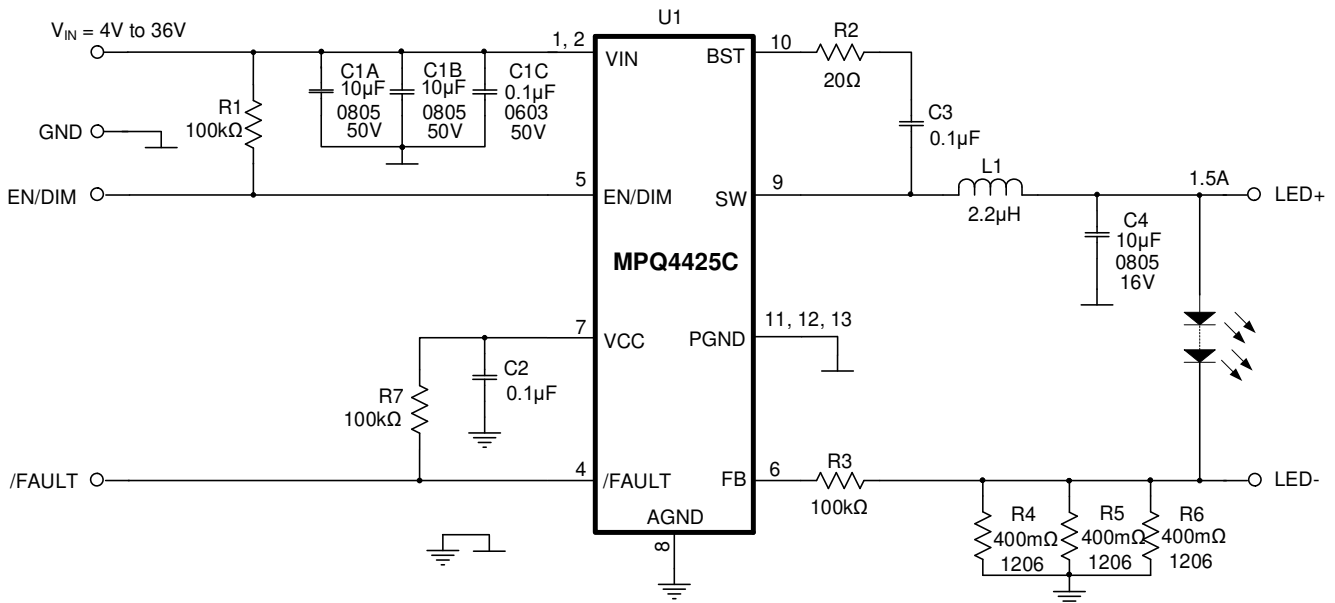 U1
V_IN = 4V to 36V
GND
EN/DIM
/FAULT
R1
100kΩ
C1A
10µF
0805
50V
C1B
10µF
0805
50V
C1C
0.1µF
0603
50V
1, 2
5
7
4
R7
100kΩ
C2
0.1µF
VIN
EN/DIM
VCC
/FAULT
AGND
8
MPQ4425C
BST
SW
PGND
FB
10
9
11, 12, 13
6
R2
20Ω
C3
0.1µF
L1
2.2µH
C4
10µF
0805
16V
1.5A
LED+
R3
100kΩ
R4
400mΩ
1206
R5
400mΩ
1206
R6
400mΩ
1206
LED-